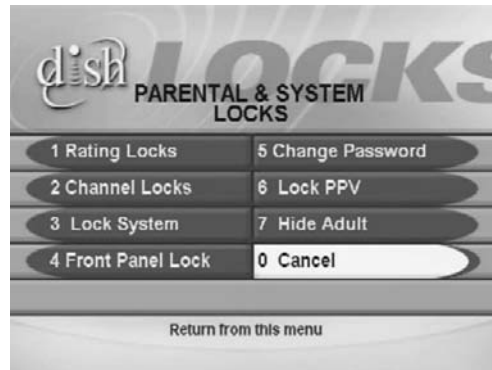 dish
LOCKS
PARENTAL & SYSTEM
LOCKS
1 Rating Locks
2 Channel Locks
3 Lock System
4 Front Panel Lock
5 Change Password
6 Lock PPV
7 Hide Adult
0 Cancel
Return from this menu